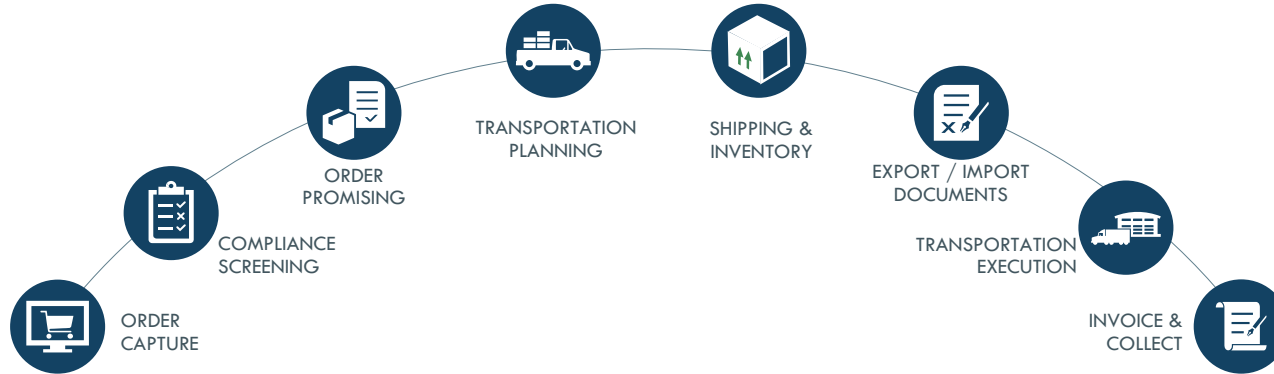 ORDER
CAPTURE
COMPLIANCE
SCREENING
ORDER
PROMISING
TRANSPORTATION
PLANNING
SHIPPING &
INVENTORY
EXPORT / IMPORT
DOCUMENTS
TRANSPORTATION
EXECUTION
INVOICE &
COLLECT